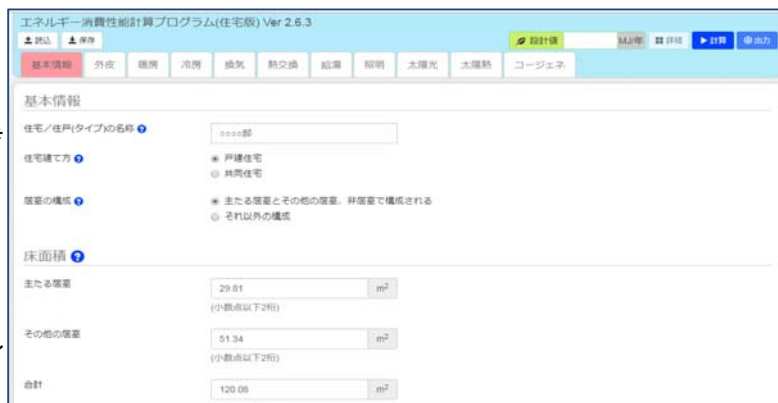 エネルギー消費性能計算プログラム(住宅版) Ver 2.6.3
読込 保存 設計値 MJ/年 詳細 計算 出力
基本情報 外皮 暖房 冷房 換気 熱交換 給湯 照明 太陽光 太陽熱 コージェネ
基本情報
住宅/住戸(タイプ)の名称 ? ○○○○邸
住宅建て方 ? 戸建住宅
共同住宅
居室の構成 ? 主たる居室とその他の居室、非居室で構成される
それ以外の構成
床面積 ?
主たる居室 29.81 m²
(小数点以下2桁)
その他の居室 51.34 m²
(小数点以下2桁)
合計 120.08 m²